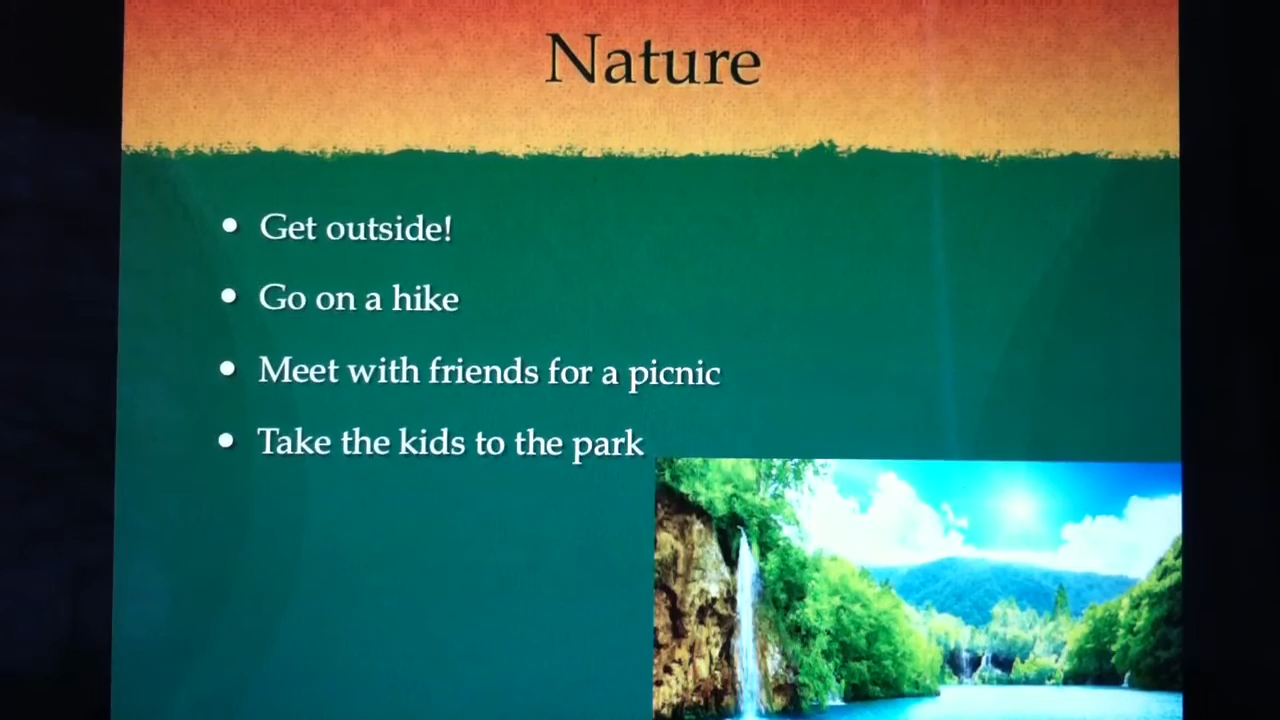 Nature
• Get outside!
• Go on a hike
• Meet with friends for a picnic
• Take the kids to the park